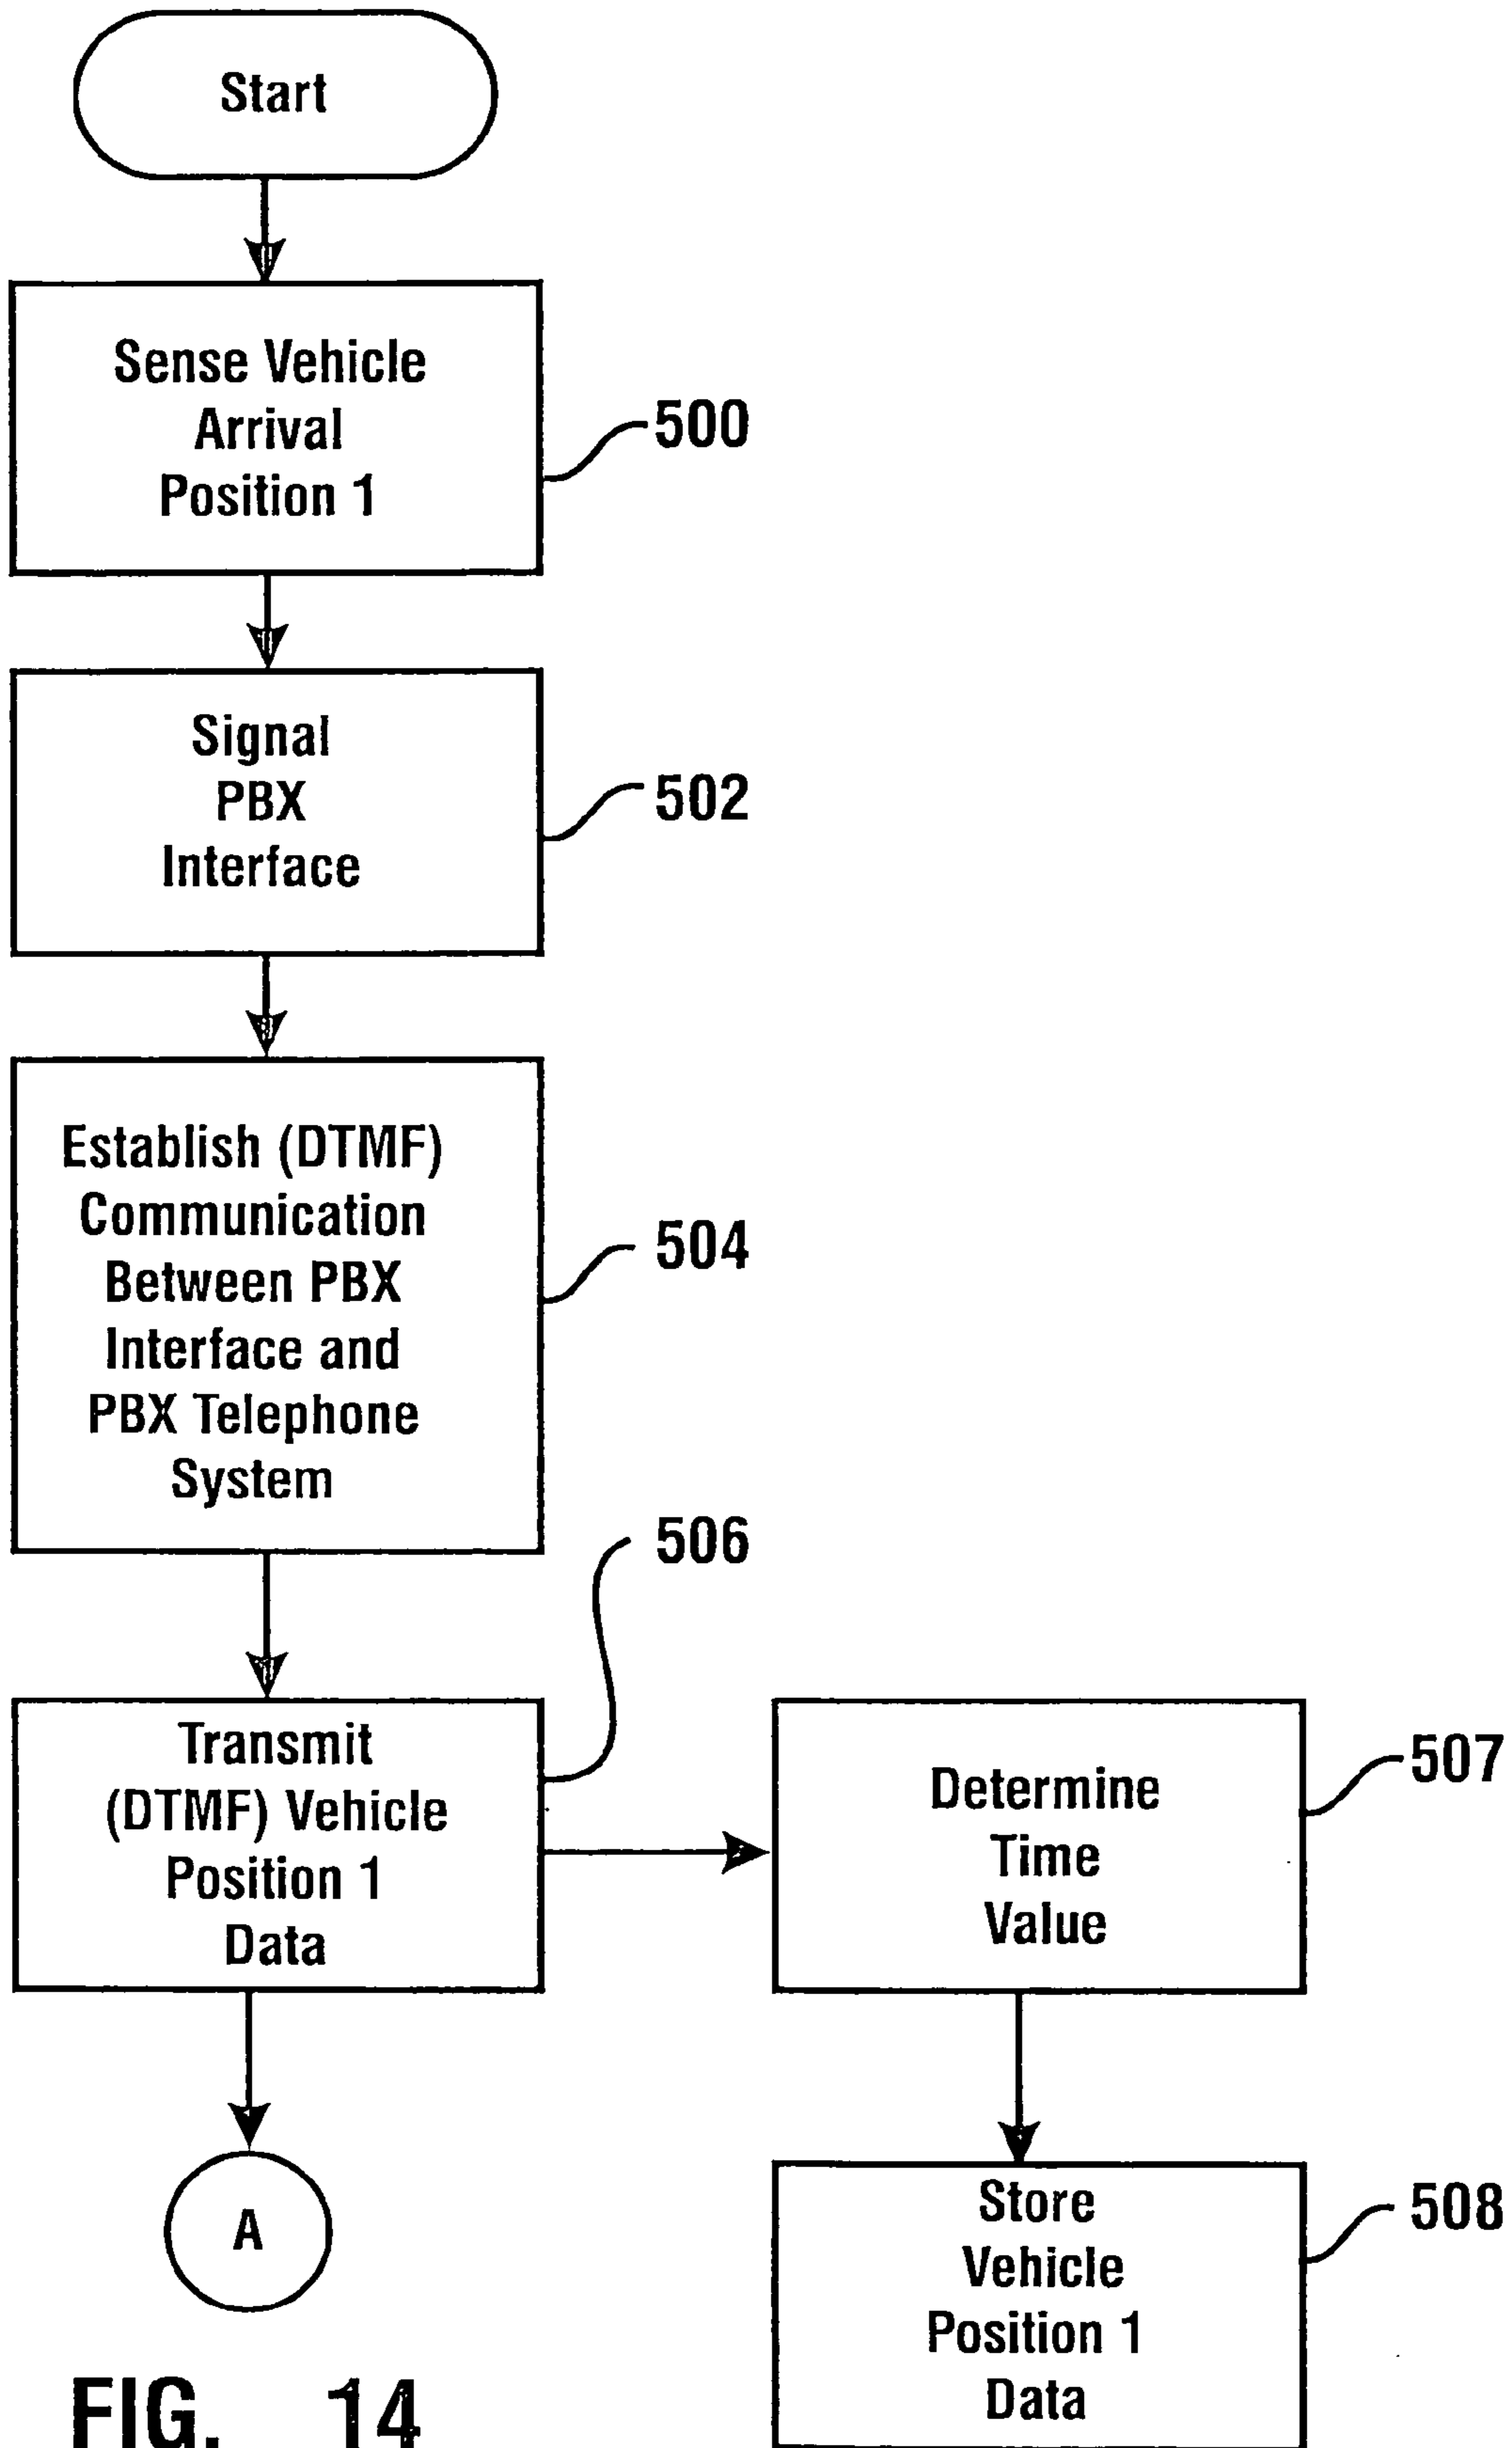 Start
Sense Vehicle
Arrival
Position 1
500
Signal
PBX
Interface
502
Establish (DTMF)
Communication
Between PBX
Interface and
PBX Telephone
System
504
506
Transmit
(DTMF) Vehicle
Position 1
Data
Determine
Time
Value
507
A
Store
Vehicle
Position 1
Data
508
FIG. 14